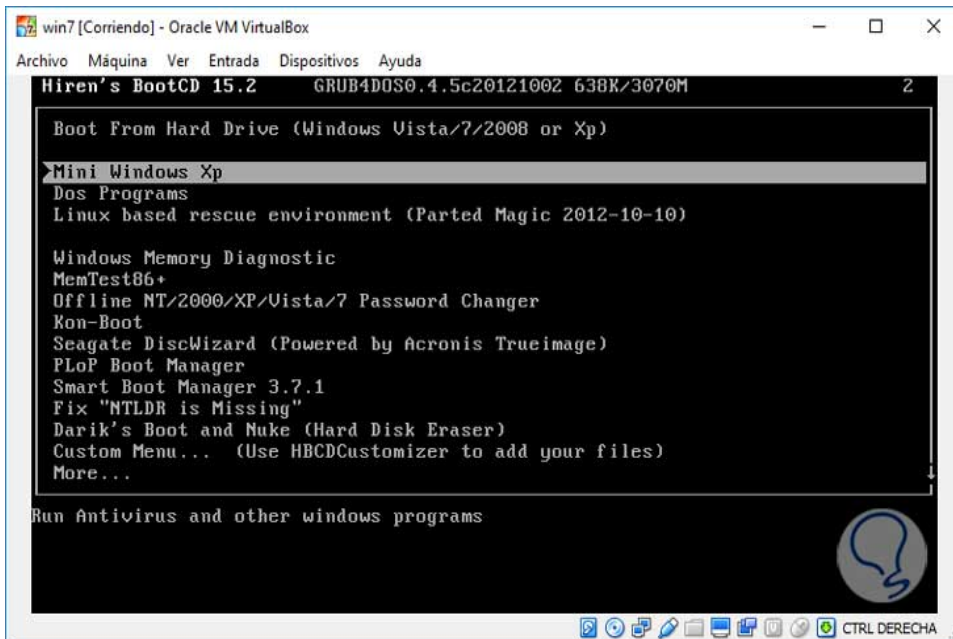 win7 [Corriendo] - Oracle VM VirtualBox
Archivo Máquina Ver Entrada Dispositivos Ayuda
Hiren's BootCD 15.2 GRUB4DOS0.4.5c20121002 638K/3070M 2
Boot From Hard Drive (Windows Vista/7/2008 or Xp)
Mini Windows Xp
Dos Programs
Linux based rescue environment (Parted Magic 2012-10-10)
Windows Memory Diagnostic
MemTest86+
Offline NT/2000/XP/Vista/7 Password Changer
Kon-Boot
Seagate DiscWizard (Powered by Acronis Trueimage)
PLoP Boot Manager
Smart Boot Manager 3.7.1
Fix "NTLDR is Missing"
Darik's Boot and Nuke (Hard Disk Eraser)
Custom Menu... (Use HBCDCustomizer to add your files)
More...
Run Antivirus and other windows programs
CTRL DERECHA